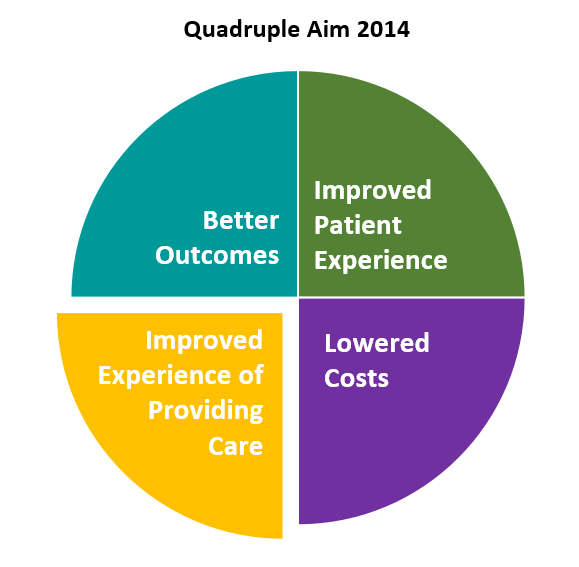 Quadruple Aim 2014
Better
Outcomes
Improved
Patient
Experience
Improved
Experience of
Providing
Care
Lowered
Costs